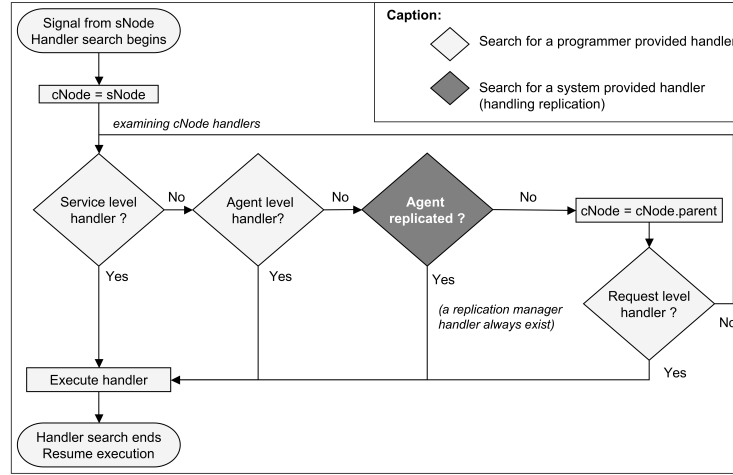 Signal from sNode
Handler search begins
Caption:
Search for a programmer provided handler
Search for a system provided handler
(handling replication)
cNode = sNode
examining cNode handlers
Service level
handler ?
No
Agent level
handler?
No
Agent
replicated ?
No
cNode = cNode.parent
Yes
Yes
Yes
(a replication manager
handler always exist)
Request level
handler ?
No
Yes
Execute handler
Handler search ends
Resume execution